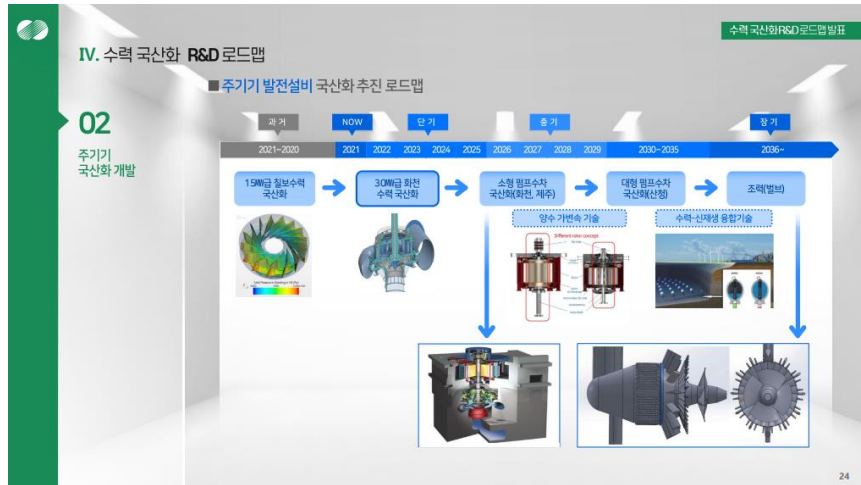 수력 국산화R&D로드맵 발표
IV. 수력 국산화 R&D 로드맵
■ 주기기 발전설비 국산화 추진 로드맵
02
주기기
국산화 개발
과거
NOW
단기
중기
장기
2021~2020
2021
2022
2023
2024
2025
2026
2027
2028
2029
2030~2035
2036~
15MW급 칠보수력
국산화
30MW급 화천
수력 국산화
소형 펌프수차
국산화(화천, 제주)
대형 펌프수차
국산화(산청)
조력(벌브)
양수 가변속 기술
수력-신재생 융합기술
Different rotor concept
24